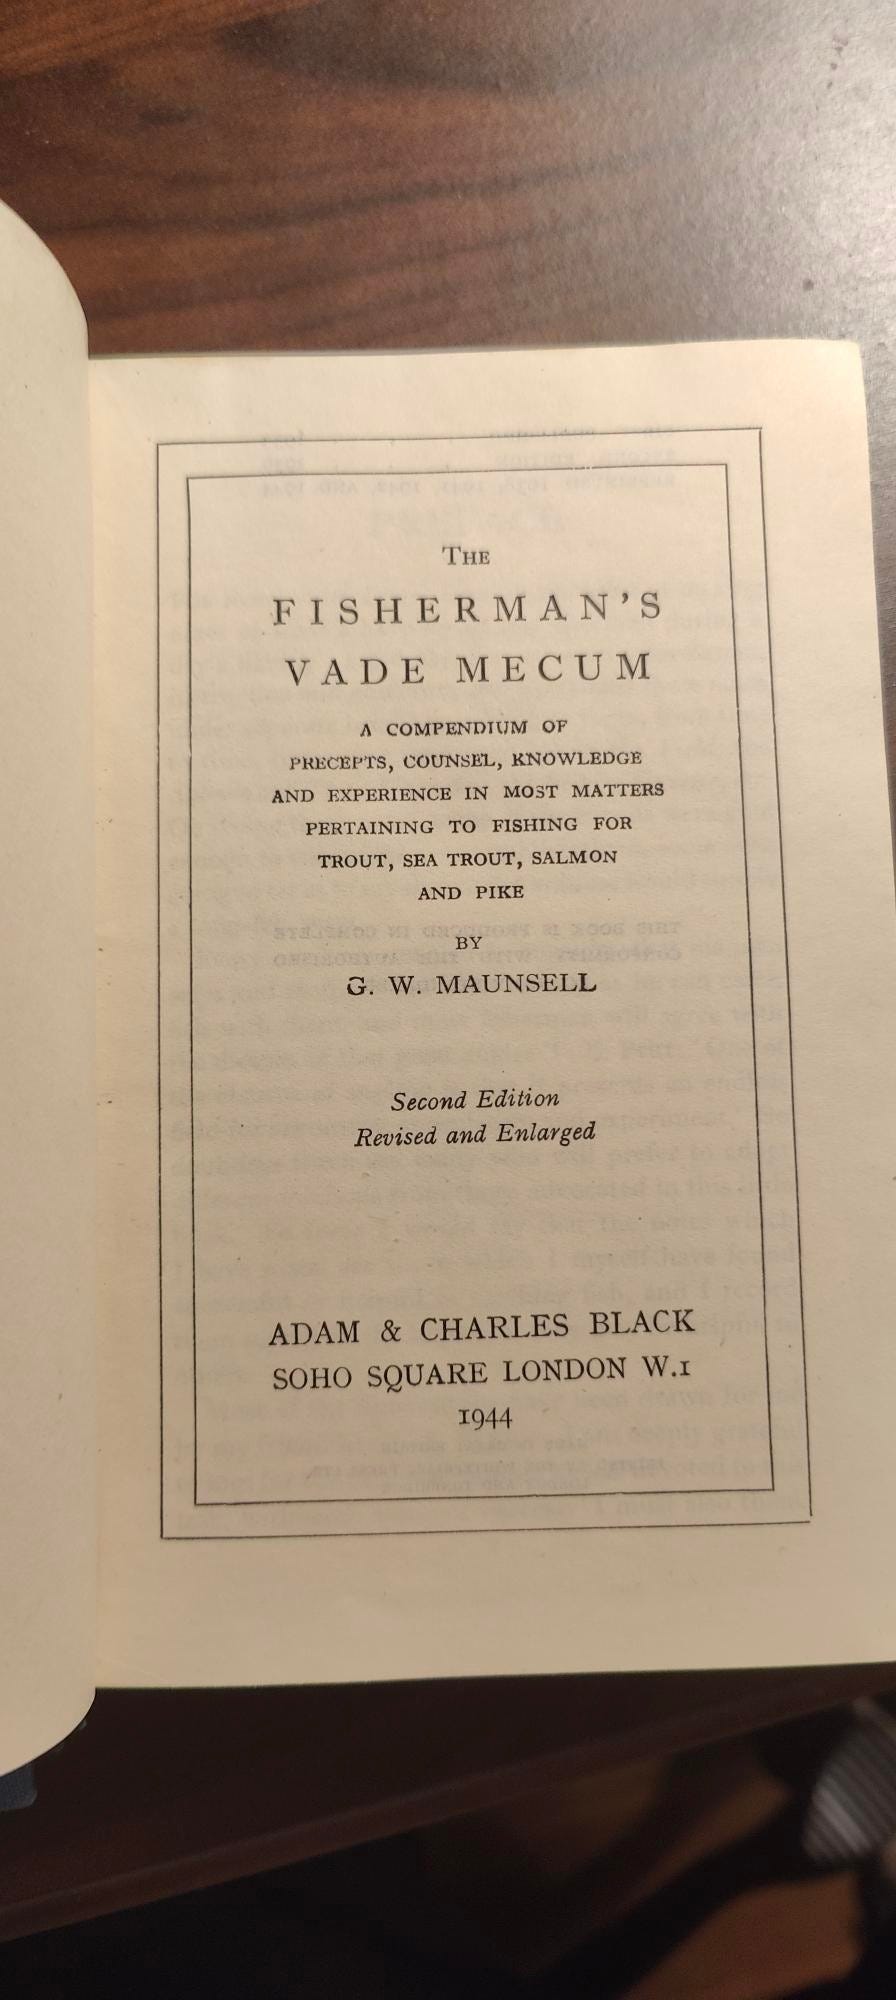 THE
FISHERMAN'S
VADE MECUM
A COMPENDIUM OF
PRECEPTS, COUNSEL, KNOWLEDGE
AND EXPERIENCE IN MOST MATTERS
PERTAINING TO FISHING FOR
TROUT, SEA TROUT, SALMON
AND PIKE
BY
G. W. MAUNSELL
Second Edition
Revised and Enlarged
ADAM & CHARLES BLACK
SOHO SQUARE LONDON W.1
1944